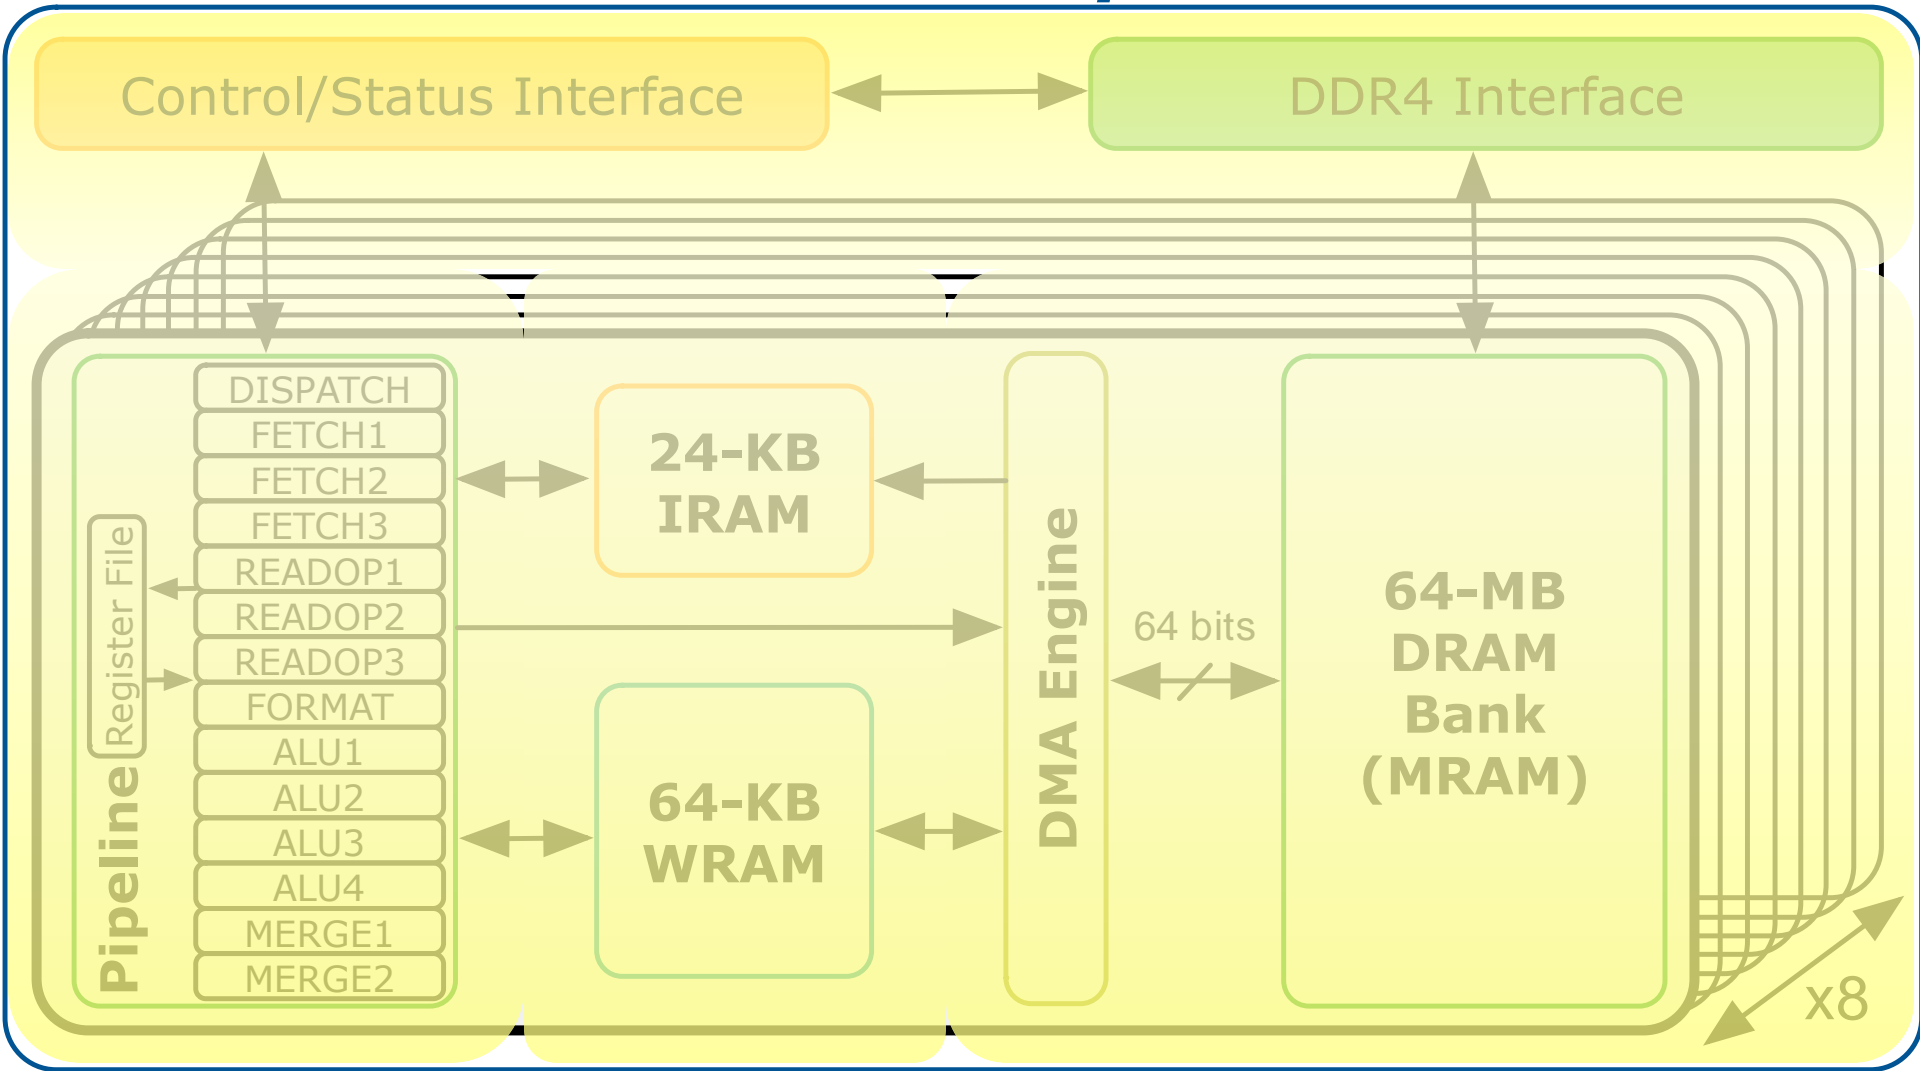 Control/Status Interface
DDR4 Interface
DISPATCH
FETCH1
FETCH2
FETCH3
READOP1
READOP2
READOP3
FORMAT
ALU1
ALU2
ALU3
ALU4
MERGE1
MERGE2
Register File
Pipeline
24-KB
IRAM
64-KB
WRAM
DMA Engine
64 bits
64-MB
DRAM
Bank
(MRAM)
x8